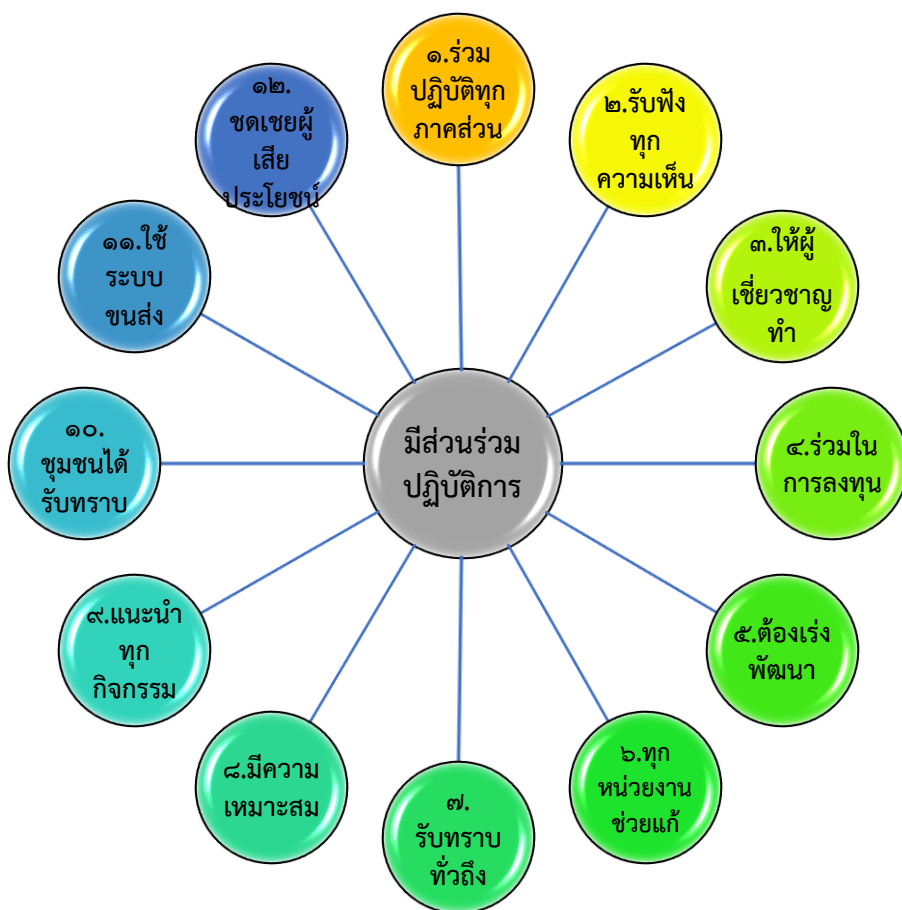 ๑.ร่วม
ปฏิบัติทุก
ภาคส่วน
๒.รับฟัง
ทุก
ความเห็น
๓.ให้ผู้
เชี่ยวชาญ
ทำ
๔.ร่วมใน
การลงทุน
๕.ต้องเร่ง
พัฒนา
๖.ทุก
หน่วยงาน
ช่วยแก้
๗.
รับทราบ
ทั่วถึง
๘.มีความ
เหมาะสม
๙.แนะนำ
ทุก
กิจกรรม
๑๐.
ชุมชนได้
รับทราบ
๑๑.ใช้
ระบบ
ขนส่ง
๑๒.
ชดเชยผู้
เสีย
ประโยชน์
มีส่วนร่วม
ปฏิบัติการ